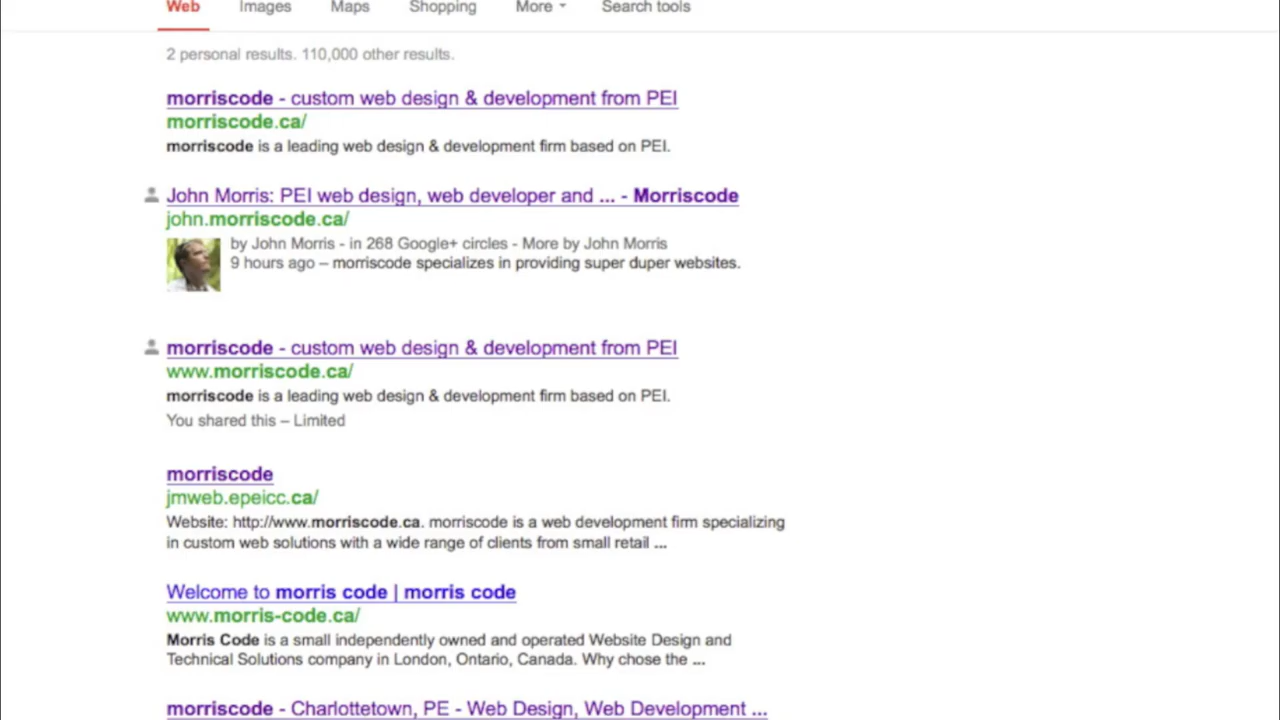 Web Images Maps Shopping More Search tools
2 personal results. 110,000 other results.
morriscode - custom web design & development from PEI
morriscode.ca/
morriscode is a leading web design & development firm based on PEI.
John Morris: PEI web design, web developer and ... - Morriscode
john.morriscode.ca/
by John Morris - in 268 Google+ circles - More by John Morris
9 hours ago – morriscode specializes in providing super duper websites.
morriscode - custom web design & development from PEI
www.morriscode.ca/
morriscode is a leading web design & development firm based on PEI.
You shared this – Limited
morriscode
jmweb.epeicc.ca/
Website: http://www.morriscode.ca. morriscode is a web development firm specializing
in custom web solutions with a wide range of clients from small retail ...
Welcome to morris code | morris code
www.morris-code.ca/
Morris Code is a small independently owned and operated Website Design and
Technical Solutions company in London, Ontario, Canada. Why chose the ...
morriscode - Charlottetown, PE - Web Design, Web Development ...